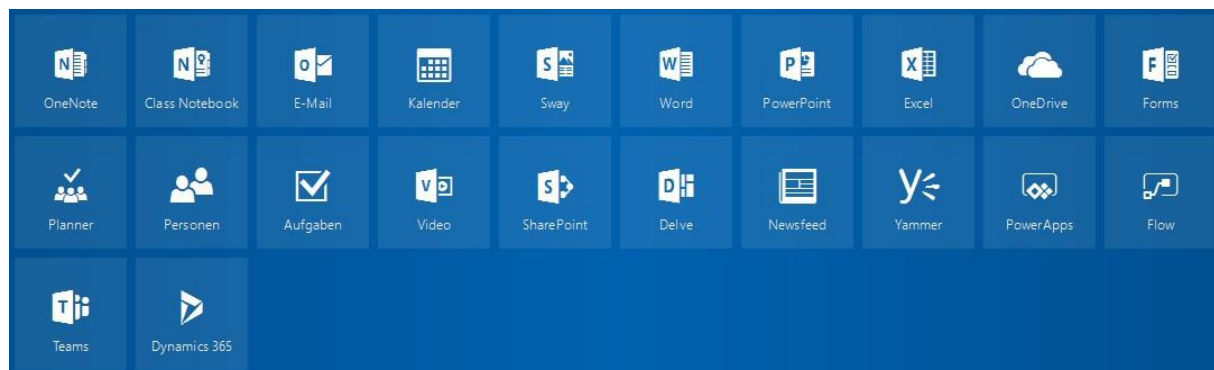 OneNote Class Notebook E-Mail Kalender Sway Word PowerPoint Excel OneDrive Forms
Planner Personen Aufgaben Video SharePoint Delve Newsfeed Yammer PowerApps Flow
Teams Dynamics 365